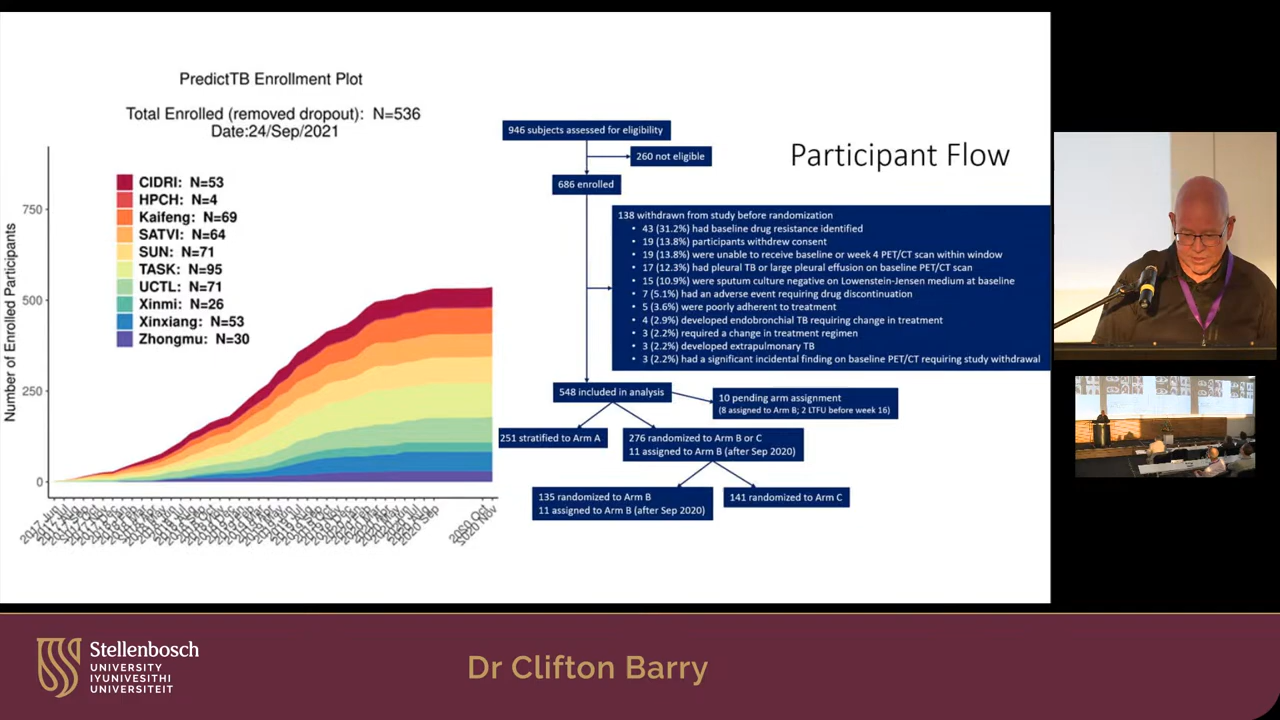 PredictTB Enrollment Plot
Total Enrolled (removed dropout): N=536
Date:24/Sep/2021
Number of Enrolled Participants
750
500
250
0
CIDRI: N=53
HPCH: N=4
Kaifeng: N=69
SATVI: N=64
SUN: N=71
TASK: N=95
UCTL: N=71
Xinmi: N=26
Xinxiang: N=53
Zhongmu: N=30
Participant Flow
946 subjects assessed for eligibility
260 not eligible
686 enrolled
138 withdrawn from study before randomization
• 43 (31.2%) had baseline drug resistance identified
• 19 (13.8%) participants withdrew consent
• 19 (13.8%) were unable to receive baseline or week 4 PET/CT scan within window
• 17 (12.3%) had pleural TB or large pleural effusion on baseline PET/CT scan
• 15 (10.9%) were sputum culture negative on Lowenstein-Jensen medium at baseline
• 7 (5.1%) had an adverse event requiring drug discontinuation
• 5 (3.6%) were poorly adherent to treatment
• 4 (2.9%) developed endobronchial TB requiring change in treatment
• 3 (2.2%) required a change in treatment regimen
• 3 (2.2%) developed extrapulmonary TB
• 3 (2.2%) had a significant incidental finding on baseline PET/CT requiring study withdrawal
548 included in analysis
10 pending arm assignment
(8 assigned to Arm B; 2 LTFU before week 16)
251 stratified to Arm A
276 randomized to Arm B or C
11 assigned to Arm B (after Sep 2020)
135 randomized to Arm B
11 assigned to Arm B (after Sep 2020)
141 randomized to Arm C
Stellenbosch
UNIVERSITY
IYUNIVESITHI
UNIVERSITEIT
Dr Clifton Barry